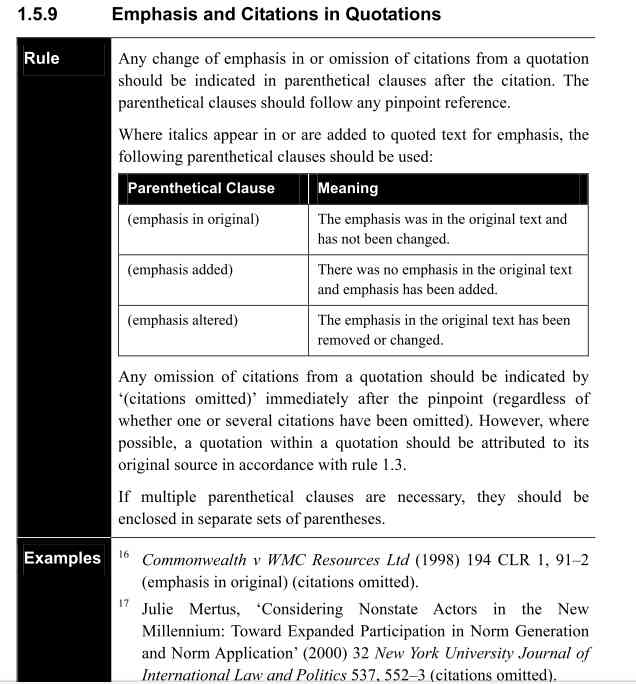 1.5.9 Emphasis and Citations in Quotations
Rule
Any change of emphasis in or omission of citations from a quotation
should be indicated in parenthetical clauses after the citation. The
parenthetical clauses should follow any pinpoint reference.
Where italics appear in or are added to quoted text for emphasis, the
following parenthetical clauses should be used:
Parenthetical Clause Meaning
(emphasis in original) The emphasis was in the original text and
has not been changed.
(emphasis added) There was no emphasis in the original text
and emphasis has been added.
(emphasis altered) The emphasis in the original text has been
removed or changed.
Any omission of citations from a quotation should be indicated by
‘(citations omitted)’ immediately after the pinpoint (regardless of
whether one or several citations have been omitted). However, where
possible, a quotation within a quotation should be attributed to its
original source in accordance with rule 1.3.
If multiple parenthetical clauses are necessary, they should be
enclosed in separate sets of parentheses.
Examples
16 Commonwealth v WMC Resources Ltd (1998) 194 CLR 1, 91–2
(emphasis in original) (citations omitted).
17 Julie Mertus, ‘Considering Nonstate Actors in the New
Millennium: Toward Expanded Participation in Norm Generation
and Norm Application’ (2000) 32 New York University Journal of
International Law and Politics 537, 552–3 (citations omitted).